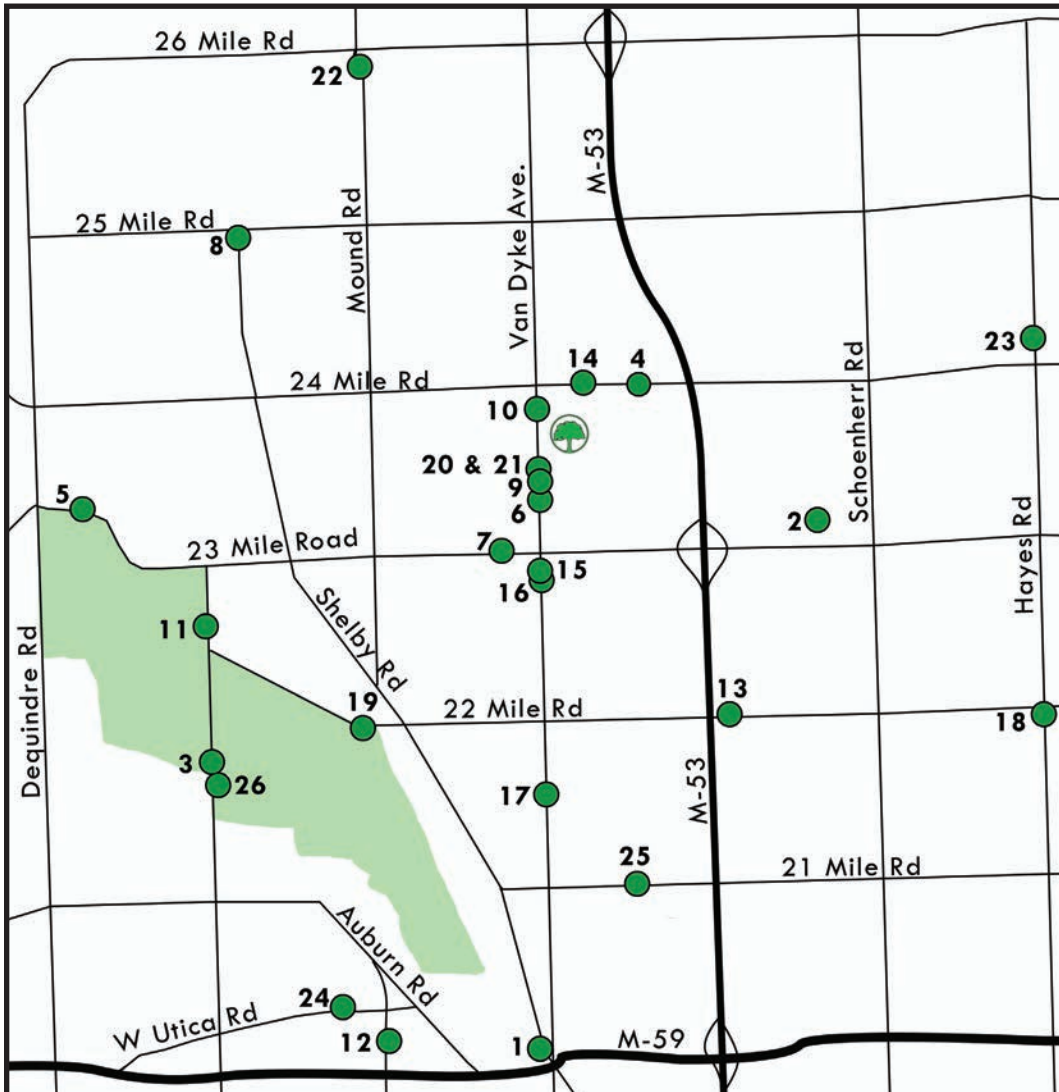 26 Mile Rd
22
M-53
25 Mile Rd
8
Mound Rd
Van Dyke Ave.
23
14
4
24 Mile Rd
10
Schoenherr Rd
20 & 21
9
6
5
2
7
23 Mile Road
15
16
Hayes Rd
11
Shelby Rd
Dequindre Rd
19
22 Mile Rd
13
18
3
26
M-53
17
25
21 Mile Rd
Auburn Rd
24
W Utica Rd
12
1
M-59